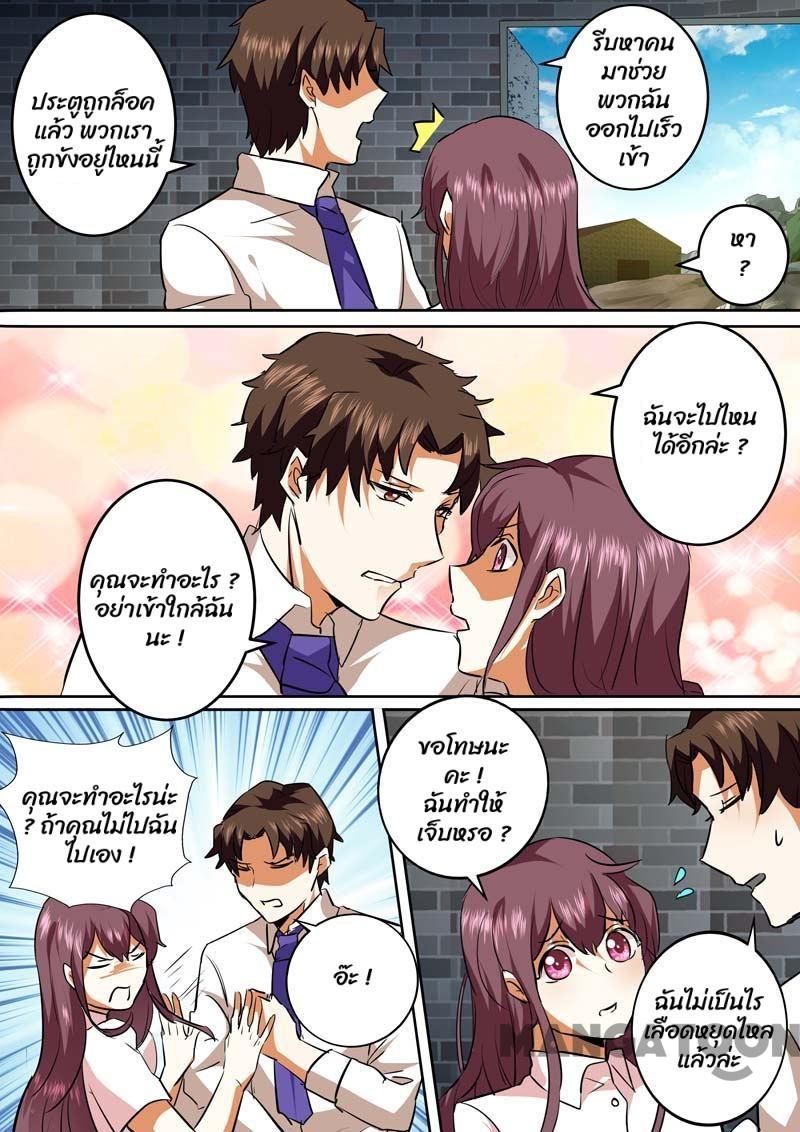 รีบหาคน
มาช่วย
พวกฉัน
ออกไปเร็ว
เข้า
ประตูถูกล็อค
แล้ว พวกเรา
ถูกขังอยู่ไหนนี้
หา
?
ฉันจะไปไหน
ได้อีกล่ะ ?
คุณจะทำอะไร ?
อย่าเข้าใกล้ฉัน
นะ !
คุณจะทำอะไรน่ะ
? ถ้าคุณไม่ไปฉัน
ไปเอง !
อ๊ะ !
ขอโทษนะ
คะ !
ฉันทำให้
เจ็บหรอ ?
ฉันไม่เป็นไร
เลือดหยุดไหล
แล้วละ
MANGATOON